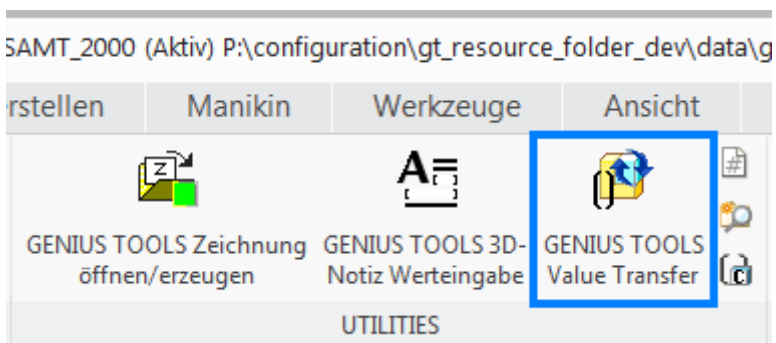 SAMT_2000 (Aktiv) P:\configuration\gt_resource_folder_dev\data\g
rstellen Manikin Werkzeuge Ansicht
GENIUS TOOLS Zeichnung öffnen/erzeugen
GENIUS TOOLS 3D-
Notiz Werteingabe
GENIUS TOOLS
Value Transfer
UTILITIES